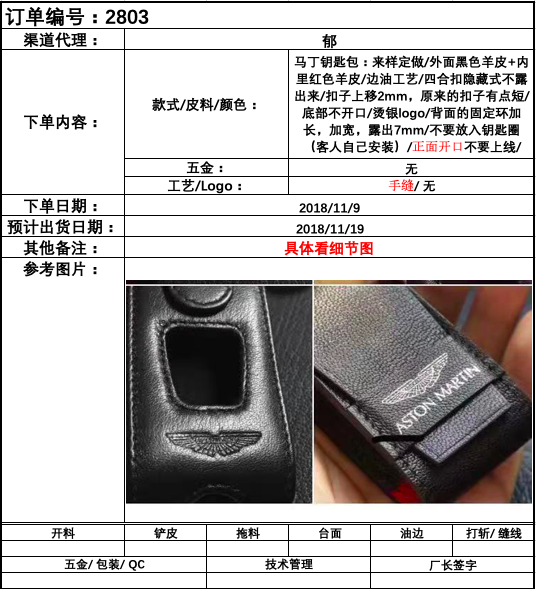 订单编号：2803
渠道代理：
郁
下单内容：
款式/皮料/颜色：
马丁钥匙包：来样定做/外面黑色羊皮+内
里红色羊皮/边油工艺/四合扣隐藏式不露
出来/扣子上移2mm，原来的扣子有点短/
底部不开口/烫银logo/背面的固定环加
长，加宽，露出7mm/不要放入钥匙圈
（客人自己安装）/正面开口不要上线/
五金：
无
工艺/Logo：
手缝/ 无
下单日期：
2018/11/9
预计出货日期：
2018/11/19
其他备注：
具体看细节图
参考图片：
ASTON MARTIN
开料 铲皮 拖料 台面 油边 打斩/ 缝线
五金/ 包装/ QC 技术管理 厂长签字